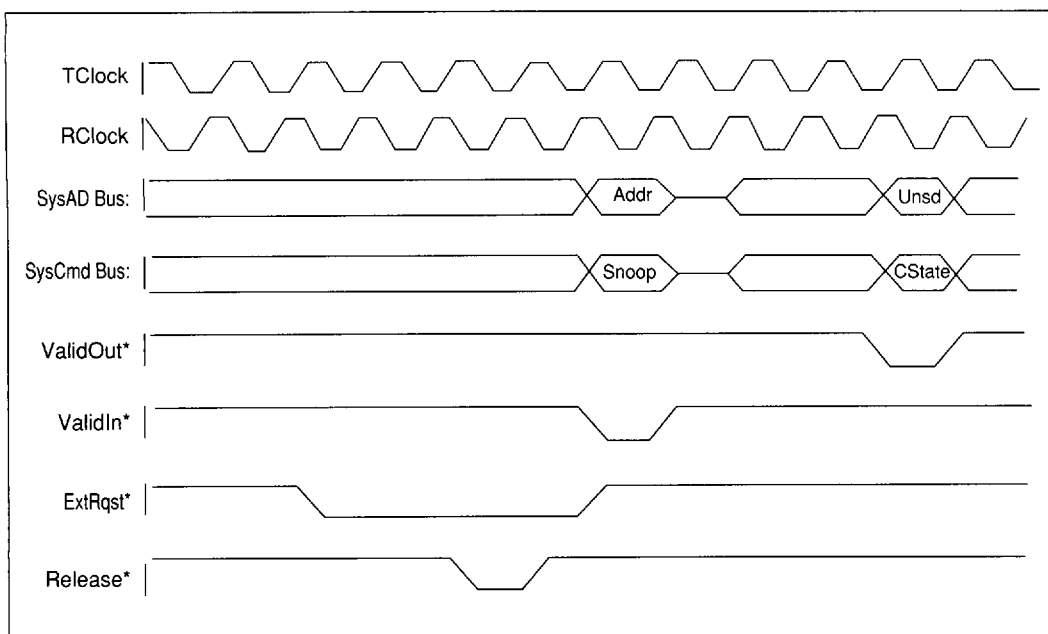 TClock
RClock
SysAD Bus: Addr Unsd
SysCmd Bus: Snoop CState
ValidOut*
ValidIn*
ExtRqst*
Release*